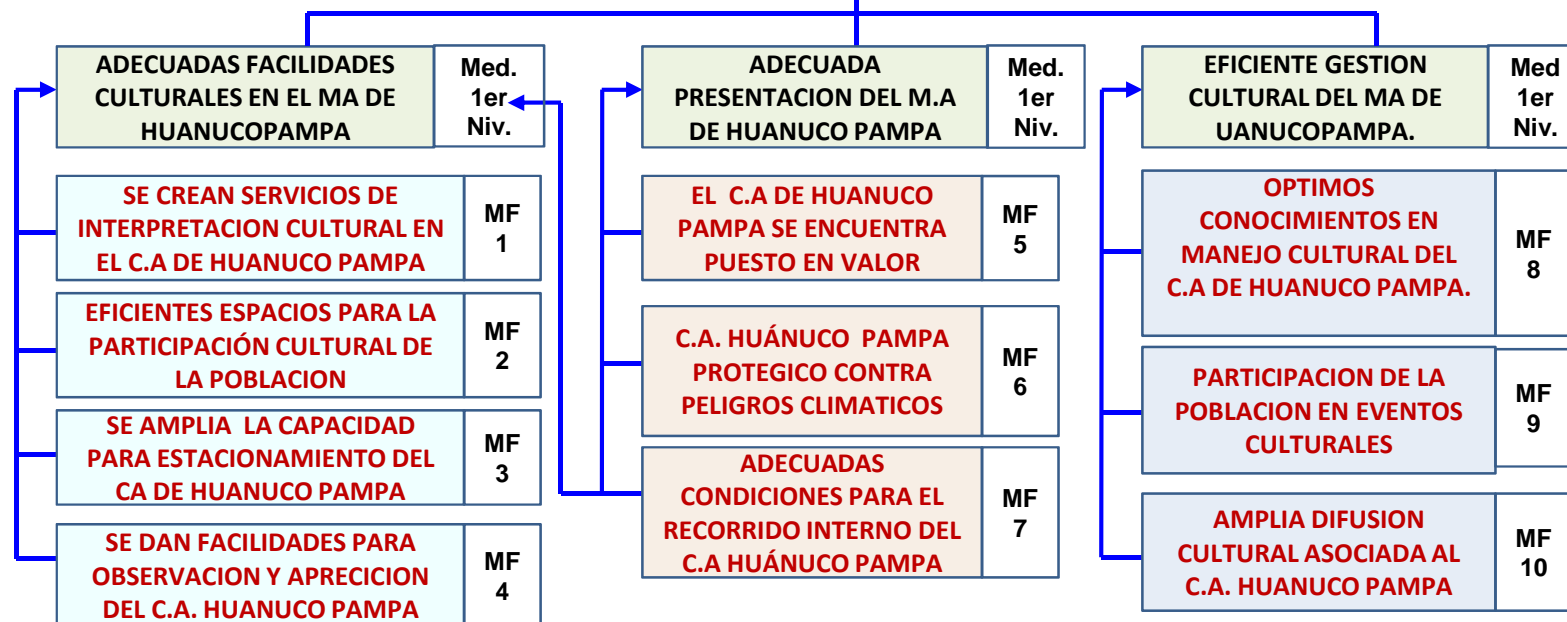 ADECUADAS FACILIDADES
CULTURALES EN EL MA DE
HUANUCOPAMPA
Med.
1er
Niv.
SE CREAN SERVICIOS DE
INTERPRETACION CULTURAL EN
EL C.A DE HUANUCO PAMPA
MF
1
EFICIENTES ESPACIOS PARA LA
PARTICIPACIÓN CULTURAL DE
LA POBLACION
MF
2
SE AMPLIA LA CAPACIDAD
PARA ESTACIONAMIENTO DEL
CA DE HUANUCO PAMPA
MF
3
SE DAN FACILIDADES PARA
OBSERVACION Y APRECICION
DEL C.A. HUANUCO PAMPA
MF
4
ADECUADA
PRESENTACION DEL M.A
DE HUANUCO PAMPA
Med.
1er
Niv.
EL C.A DE HUANUCO
PAMPA SE ENCUENTRA
PUESTO EN VALOR
MF
5
C.A. HUÁNUCO PAMPA
PROTEGICO CONTRA
PELIGROS CLIMATICOS
MF
6
ADECUADAS
CONDICIONES PARA EL
RECORRIDO INTERNO DEL
C.A HUÁNUCO PAMPA
MF
7
EFICIENTE GESTION
CULTURAL DEL MA DE
UANUCOPAMPA.
Med
1er
Niv.
OPTIMOS
CONOCIMIENTOS EN
MANEJO CULTURAL DEL
C.A DE HUANUCO PAMPA.
MF
8
PARTICIPACION DE LA
POBLACION EN EVENTOS
CULTURALES
MF
9
AMPLIA DIFUSION
CULTURAL ASOCIADA AL
C.A. HUANUCO PAMPA
MF
10